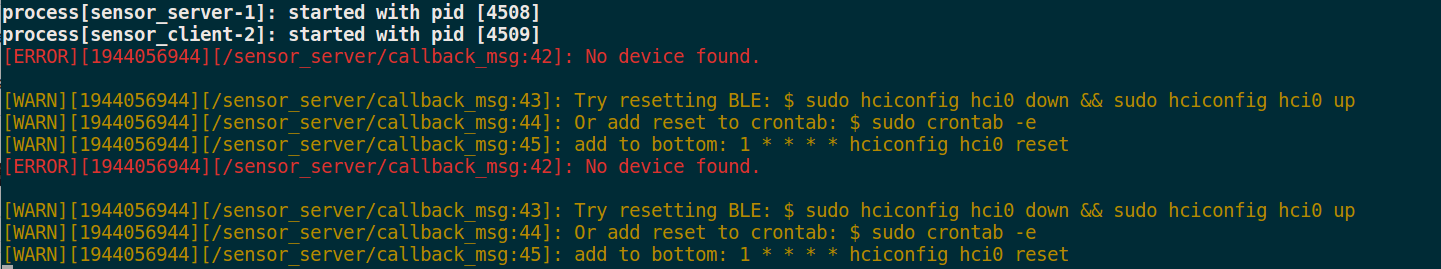 process[sensor_server-1]: started with pid [4508]
process[sensor_client-2]: started with pid [4509]
[ERROR][1944056944][/sensor_server/callback_msg:42]: No device found.
[WARN][1944056944][/sensor_server/callback_msg:43]: Try resetting BLE: $ sudo hciconfig hci0 down && sudo hciconfig hci0 up
[WARN][1944056944][/sensor_server/callback_msg:44]: Or add reset to crontab: $ sudo crontab -e
[WARN][1944056944][/sensor_server/callback_msg:45]: add to bottom: 1 * * * * hciconfig hci0 reset
[ERROR][1944056944][/sensor_server/callback_msg:42]: No device found.
[WARN][1944056944][/sensor_server/callback_msg:43]: Try resetting BLE: $ sudo hciconfig hci0 down && sudo hciconfig hci0 up
[WARN][1944056944][/sensor_server/callback_msg:44]: Or add reset to crontab: $ sudo crontab -e
[WARN][1944056944][/sensor_server/callback_msg:45]: add to bottom: 1 * * * * hciconfig hci0 reset